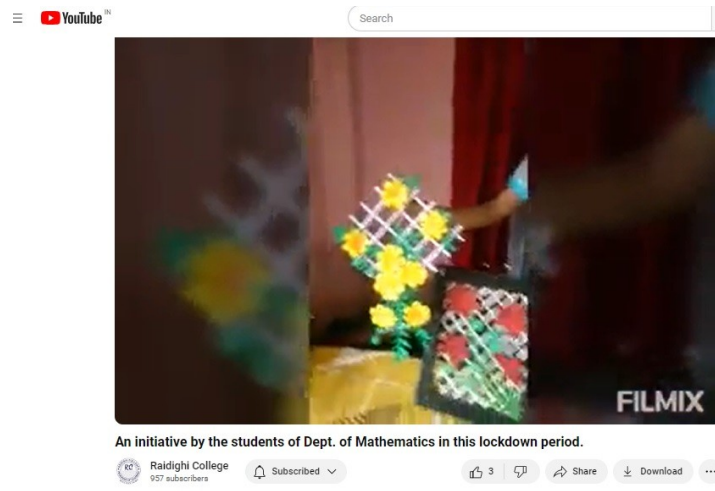 YouTube IN
Search
FILMIX
An initiative by the students of Dept. of Mathematics in this lockdown period.
RC
Raidighi College
957 subscribers
Subscribed
3
Share
Download